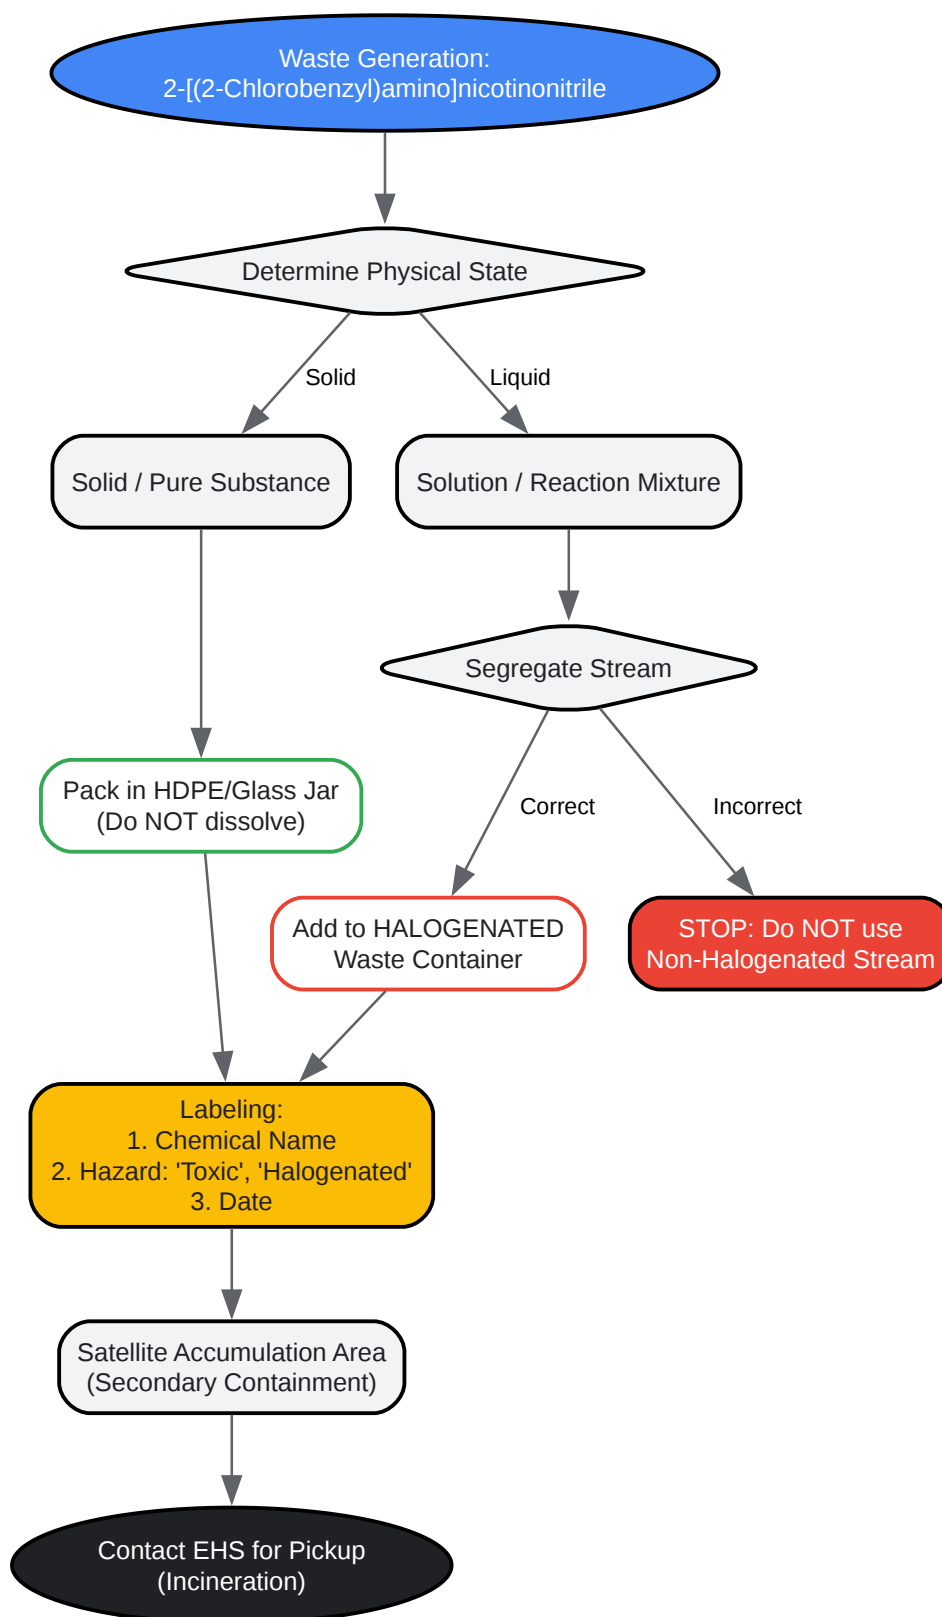 Waste Generation:
2-[(2-Chlorobenzyl)amino]nicotinonitrile
Determine Physical State
Solid
Liquid
Solid / Pure Substance
Solution / Reaction Mixture
Segregate Stream
Pack in HDPE/Glass Jar
(Do NOT dissolve)
Correct
Incorrect
Add to HALOGENATED
Waste Container
STOP: Do NOT use
Non-Halogenated Stream
Labeling:
1. Chemical Name
2. Hazard: 'Toxic', 'Halogenated'
3. Date
Satellite Accumulation Area
(Secondary Containment)
Contact EHS for Pickup
(Incineration)